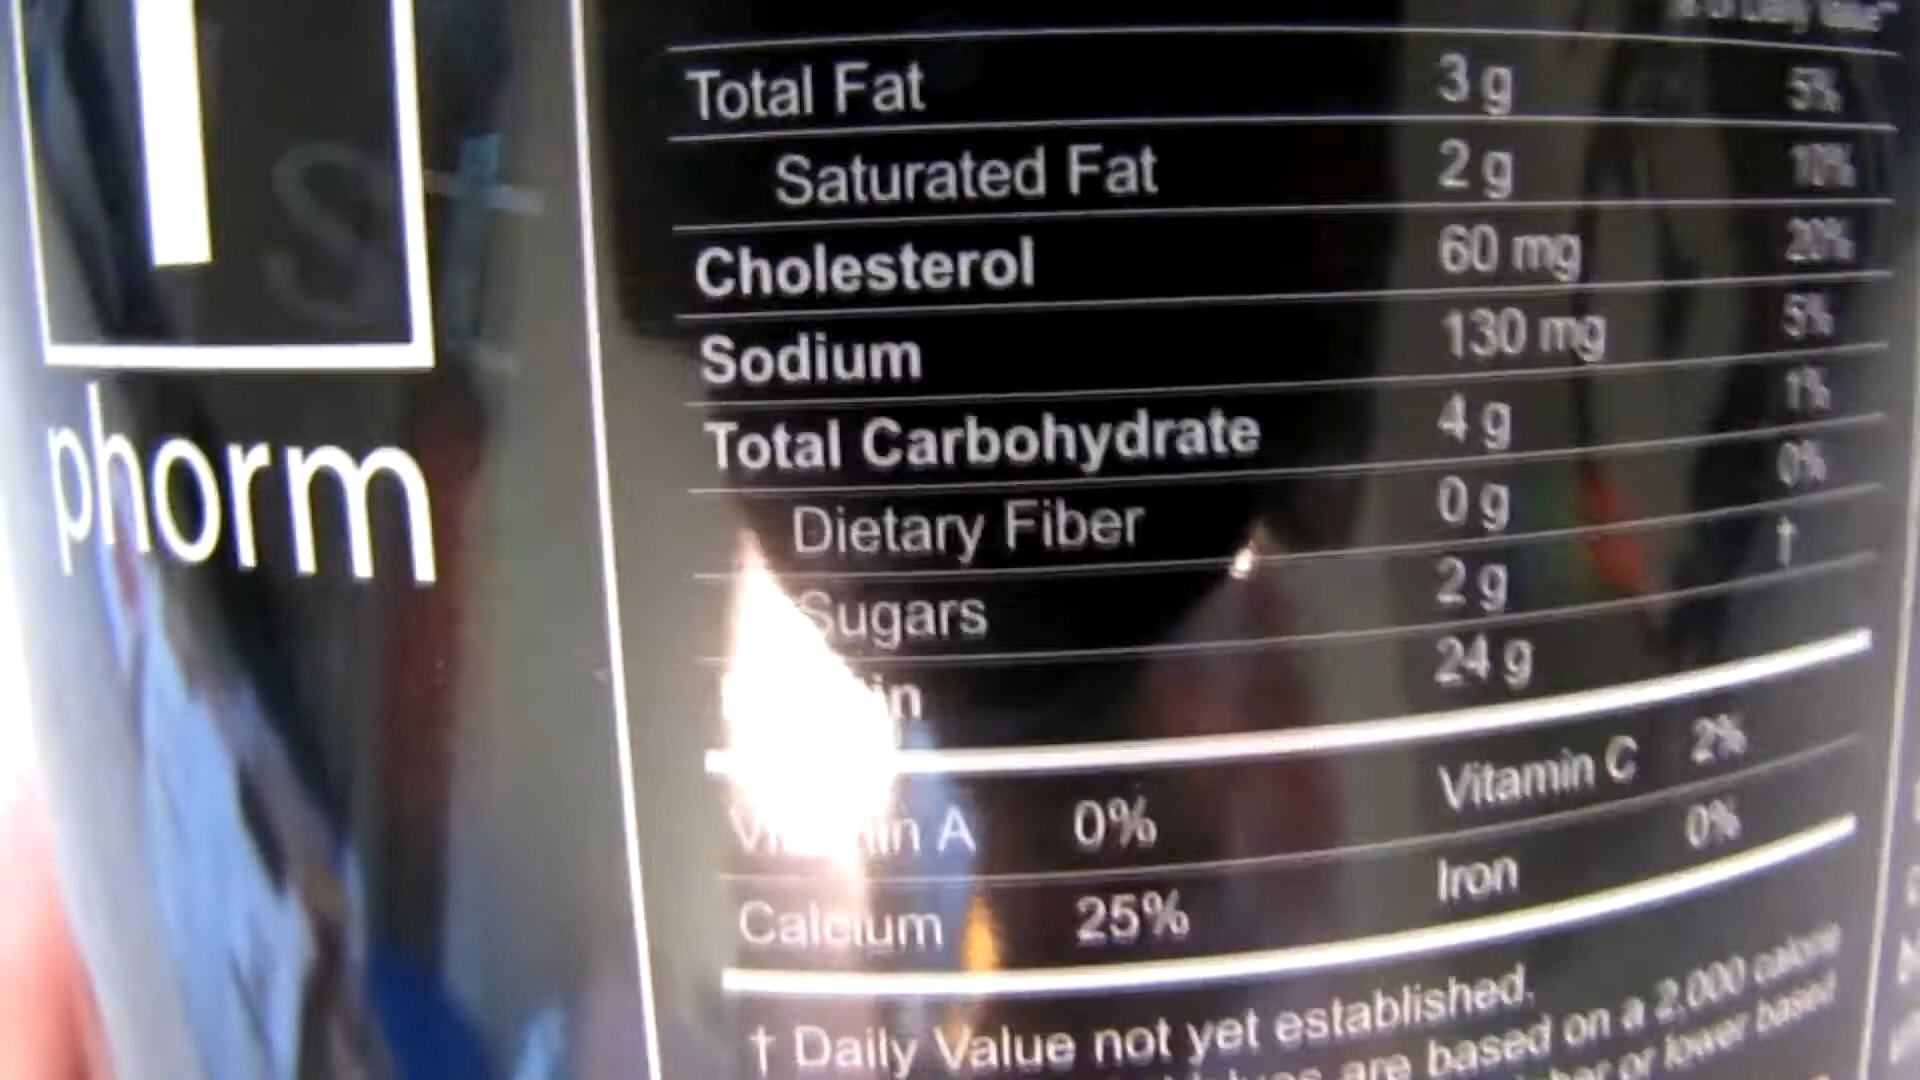 phorm
Total Fat 3 g 5%
Saturated Fat 2 g 10%
Cholesterol 60 mg 20%
Sodium 130 mg 5%
Total Carbohydrate 4 g 1%
Dietary Fiber 0 g 0%
Sugars 2 g †
24 g
Vitamin A 0% Vitamin C 2%
Calcium 25% Iron 0%
† Daily Value not yet established.
are based on a 2,000 calorie
or lower based